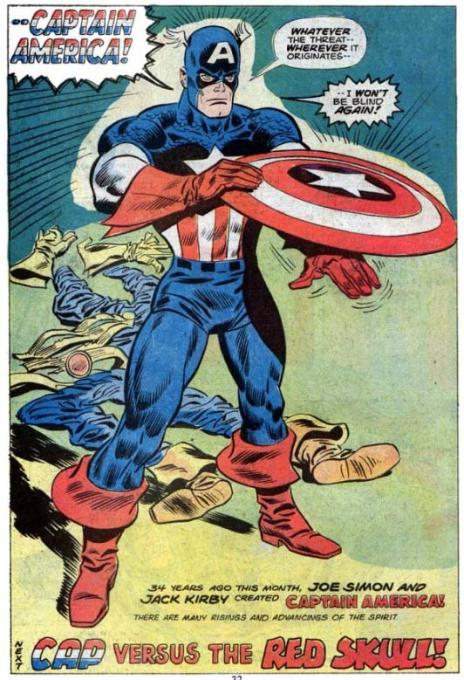 --CAPTAIN
AMERICA!
WHATEVER
THE THREAT--
WHEREVER IT
ORIGINATES--
--I WON'T
BE BLIND
AGAIN!
A
34 YEARS AGO THIS MONTH, JOE SIMON AND
JACK KIRBY CREATED CAPTAIN AMERICA!
THERE ARE MANY RISINGS AND ADVANCINGS OF THE SPIRIT.
NEXT
CAP VERSUS THE RED SKULL!
32